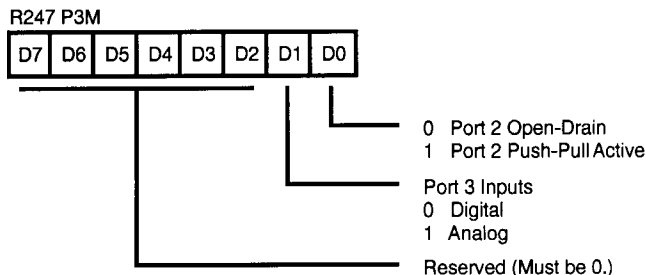 R247 P3M
D7 D6 D5 D4 D3 D2 D1 D0
0 Port 2 Open-Drain
1 Port 2 Push-Pull Active
Port 3 Inputs
0 Digital
1 Analog
Reserved (Must be 0.)